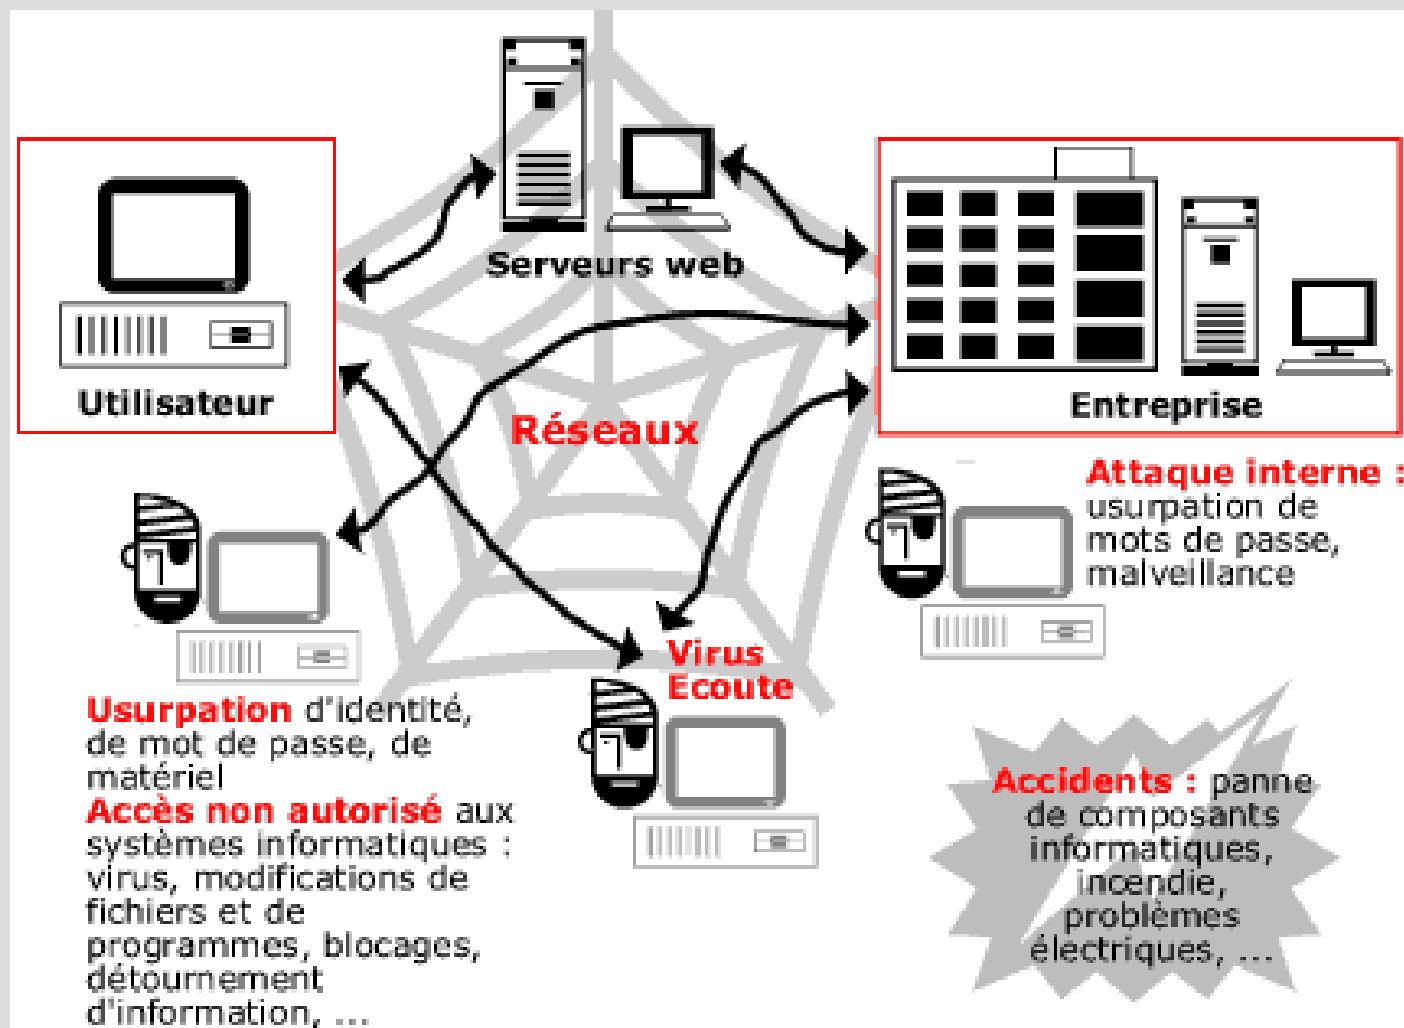 Serveurs web
Utilisateur
Entreprise
Réseaux
Attaque interne :
usurpation de
mots de passe,
malveillance
Virus
Ecoute
Usurpation d'identité,
de mot de passe, de
matériel
Accès non autorisé aux
systèmes informatiques :
virus, modifications de
fichiers et de
programmes, blocages,
détournement
d'information, ...
Accidents : panne
de composants
informatiques,
incendie,
problèmes
électriques, ...